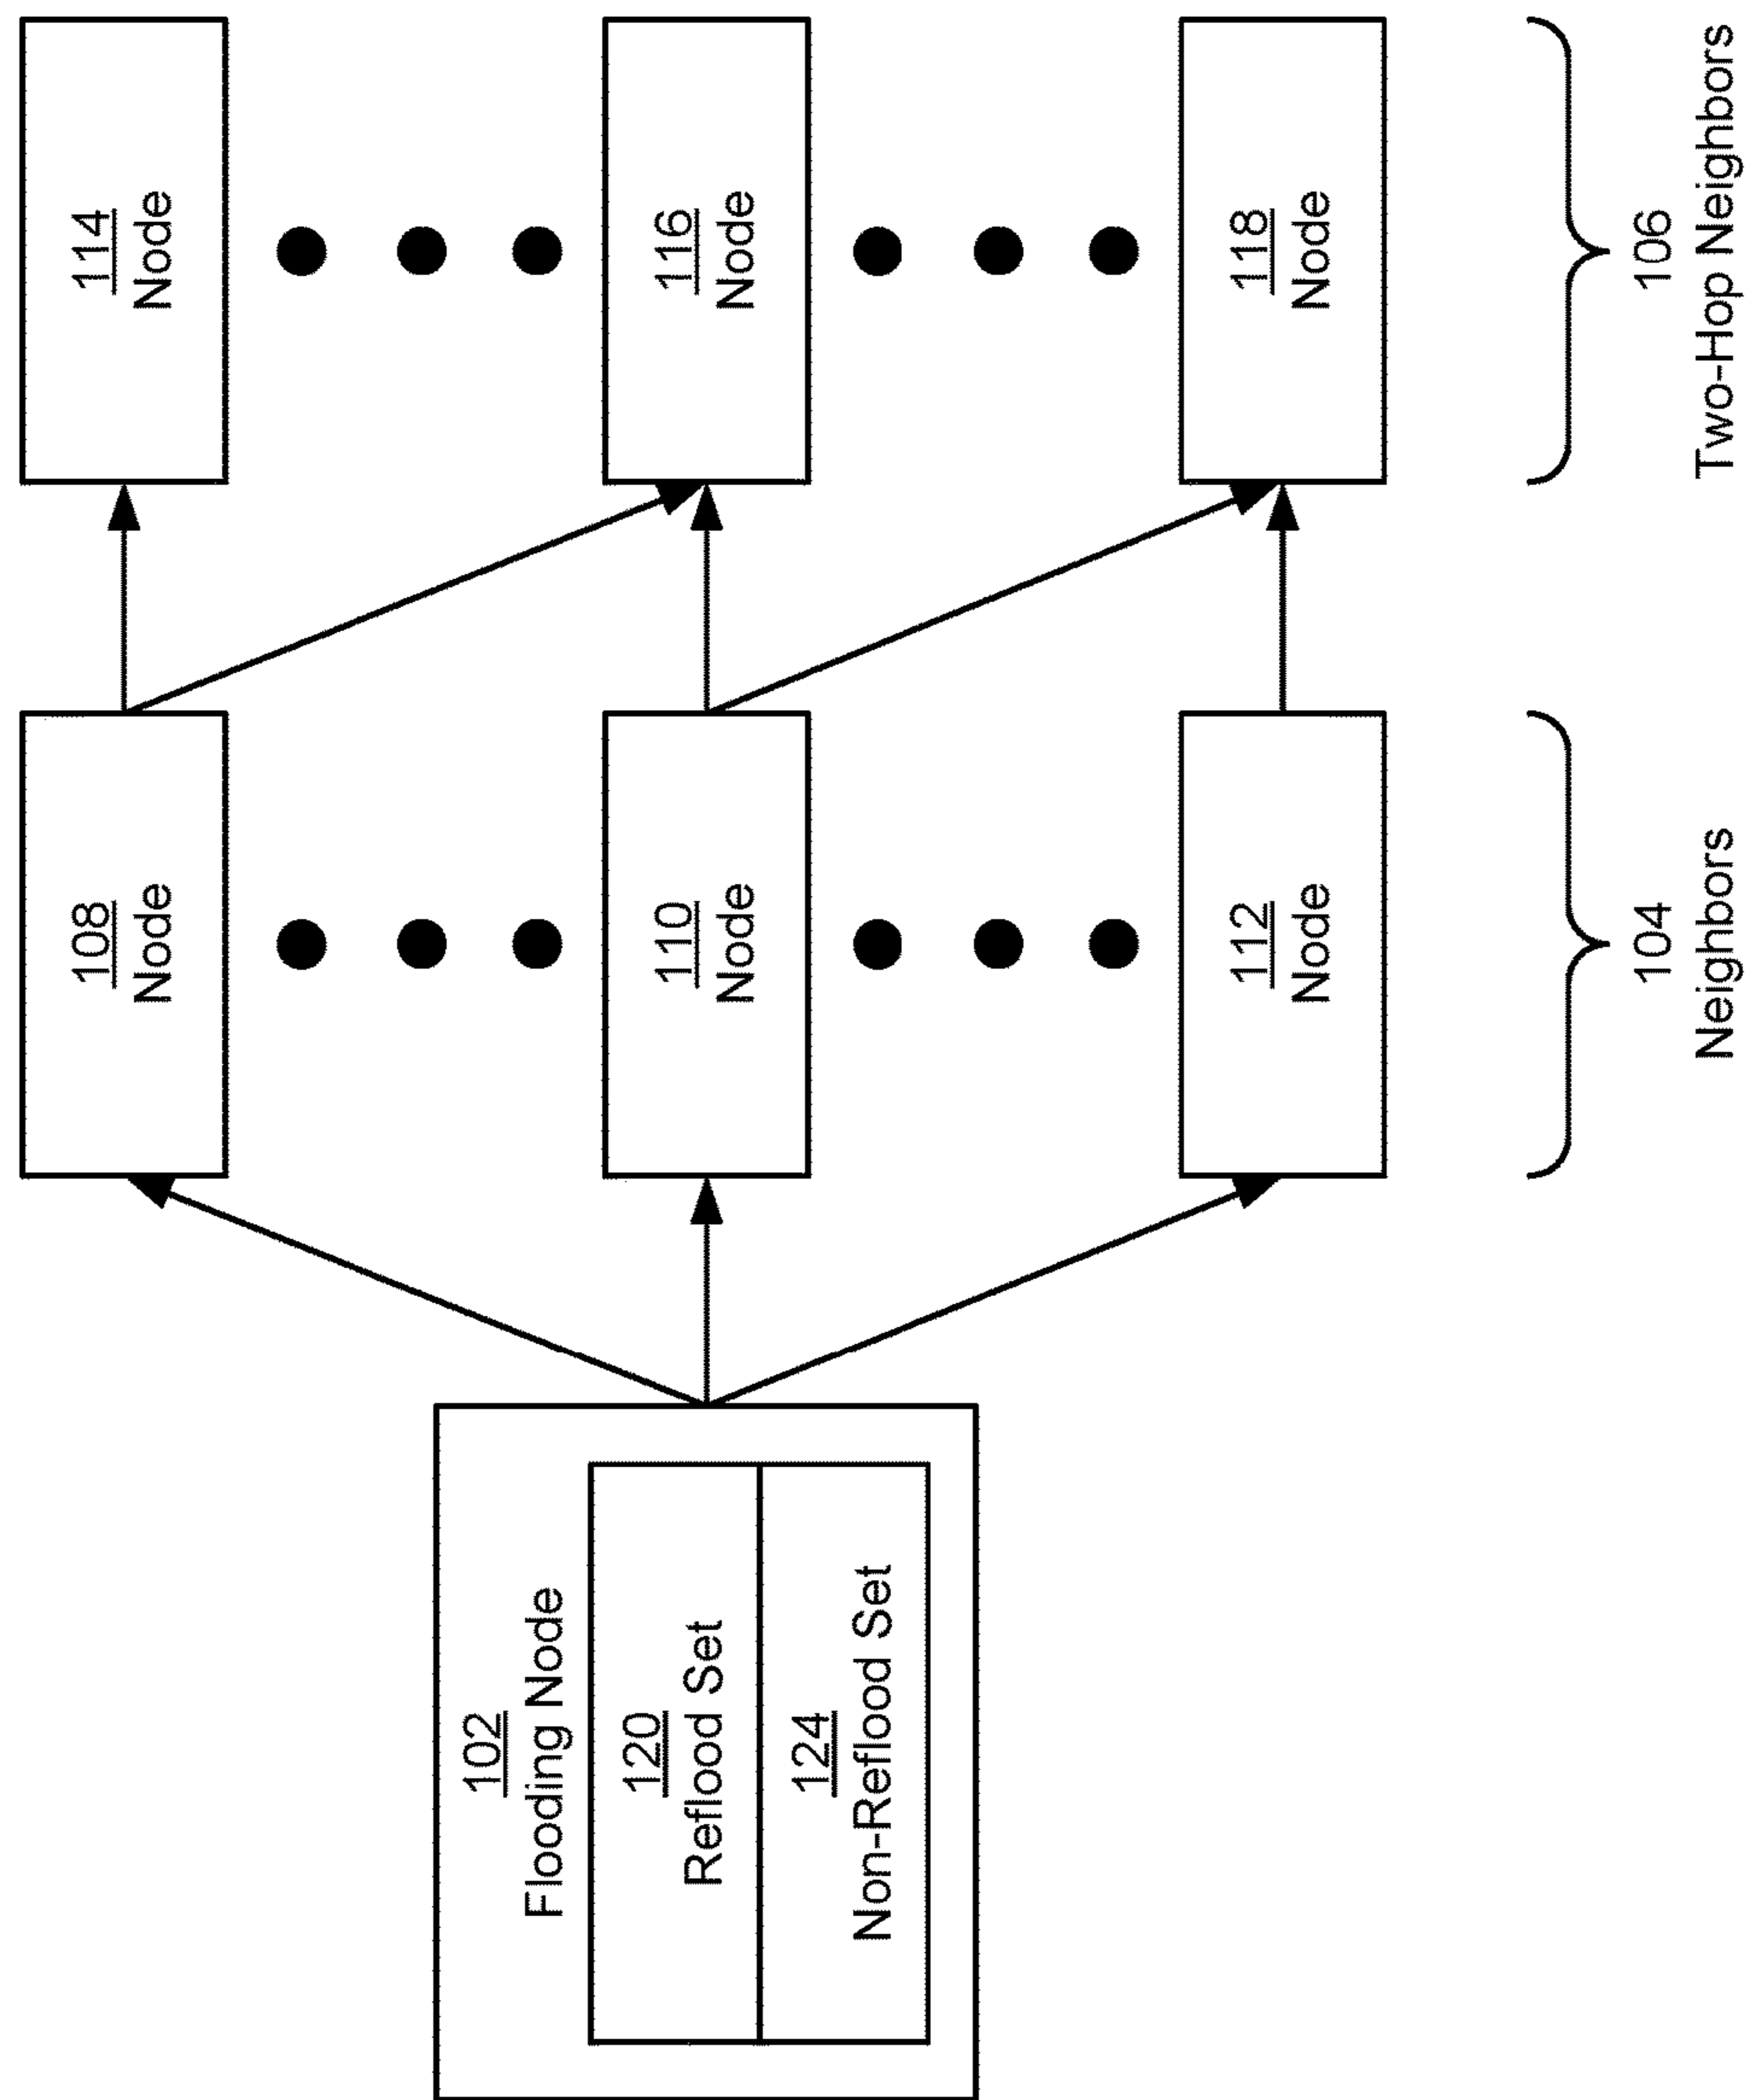 102
Flooding Node
120
Reflood Set
124
Non-Reflood Set
108
Node
110
Node
112
Node
104
Neighbors
114
Node
116
Node
118
Node
106
Two-Hop Neighbors